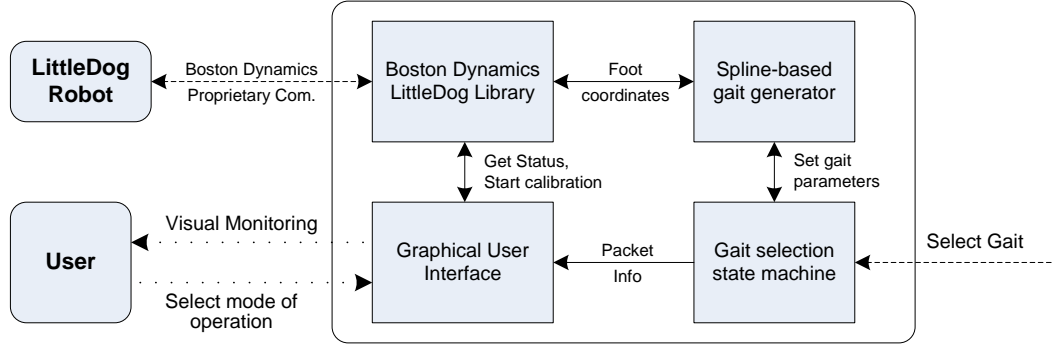 LittleDog
Robot
Boston Dynamics
Proprietary Com.
Boston Dynamics
LittleDog Library
Foot
coordinates
Spline-based
gait generator
Get Status,
Start calibration
Set gait
parameters
User
Visual Monitoring
Select mode of
operation
Graphical User
Interface
Packet
Info
Gait selection
state machine
Select Gait